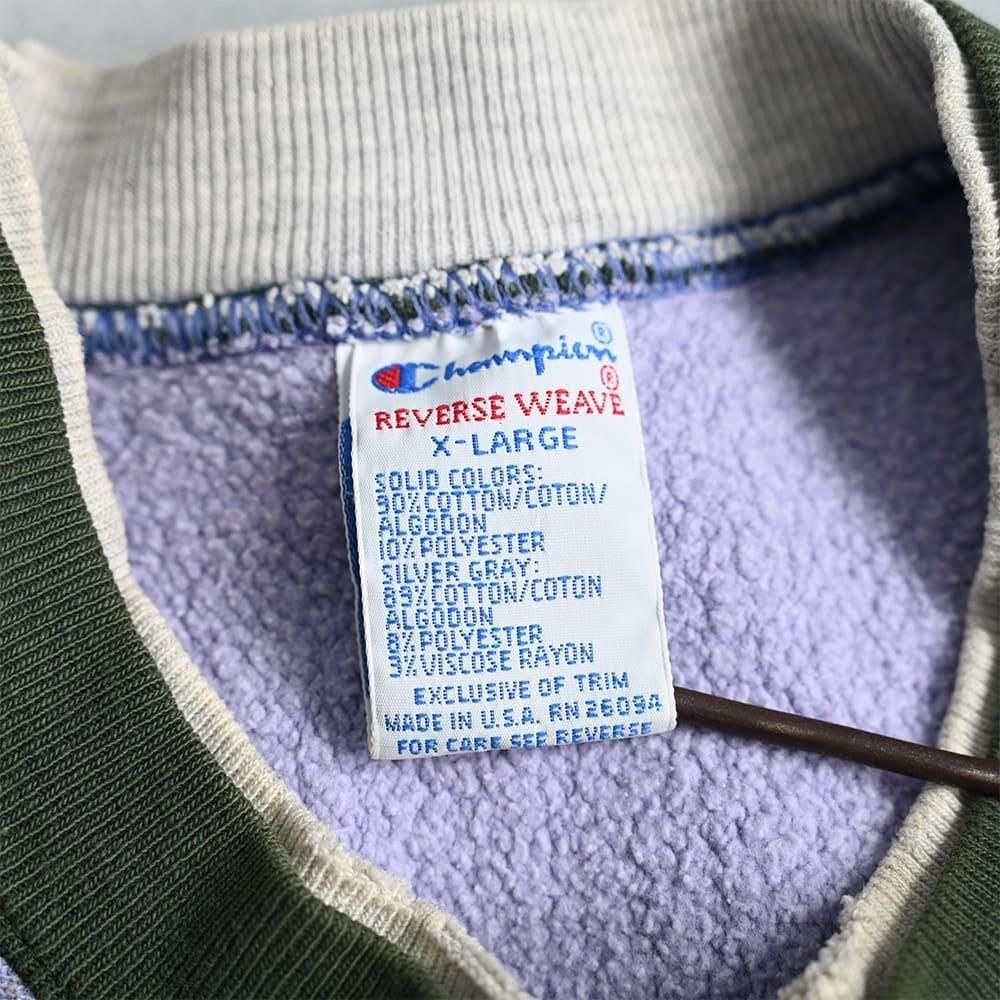 Champion®
REVERSE WEAVE®
X-LARGE
SOLID COLORS:
90%COTTON/COTON/
ALGODON
10%POLYESTER
SILVER GRAY:
89%COTTON/COTON
ALGODON
8%POLYESTER
3%VISCOSE RAYON
EXCLUSIVE OF TRIM
MADE IN U.S.A. RN 26094
FOR CARE SEE REVERSE